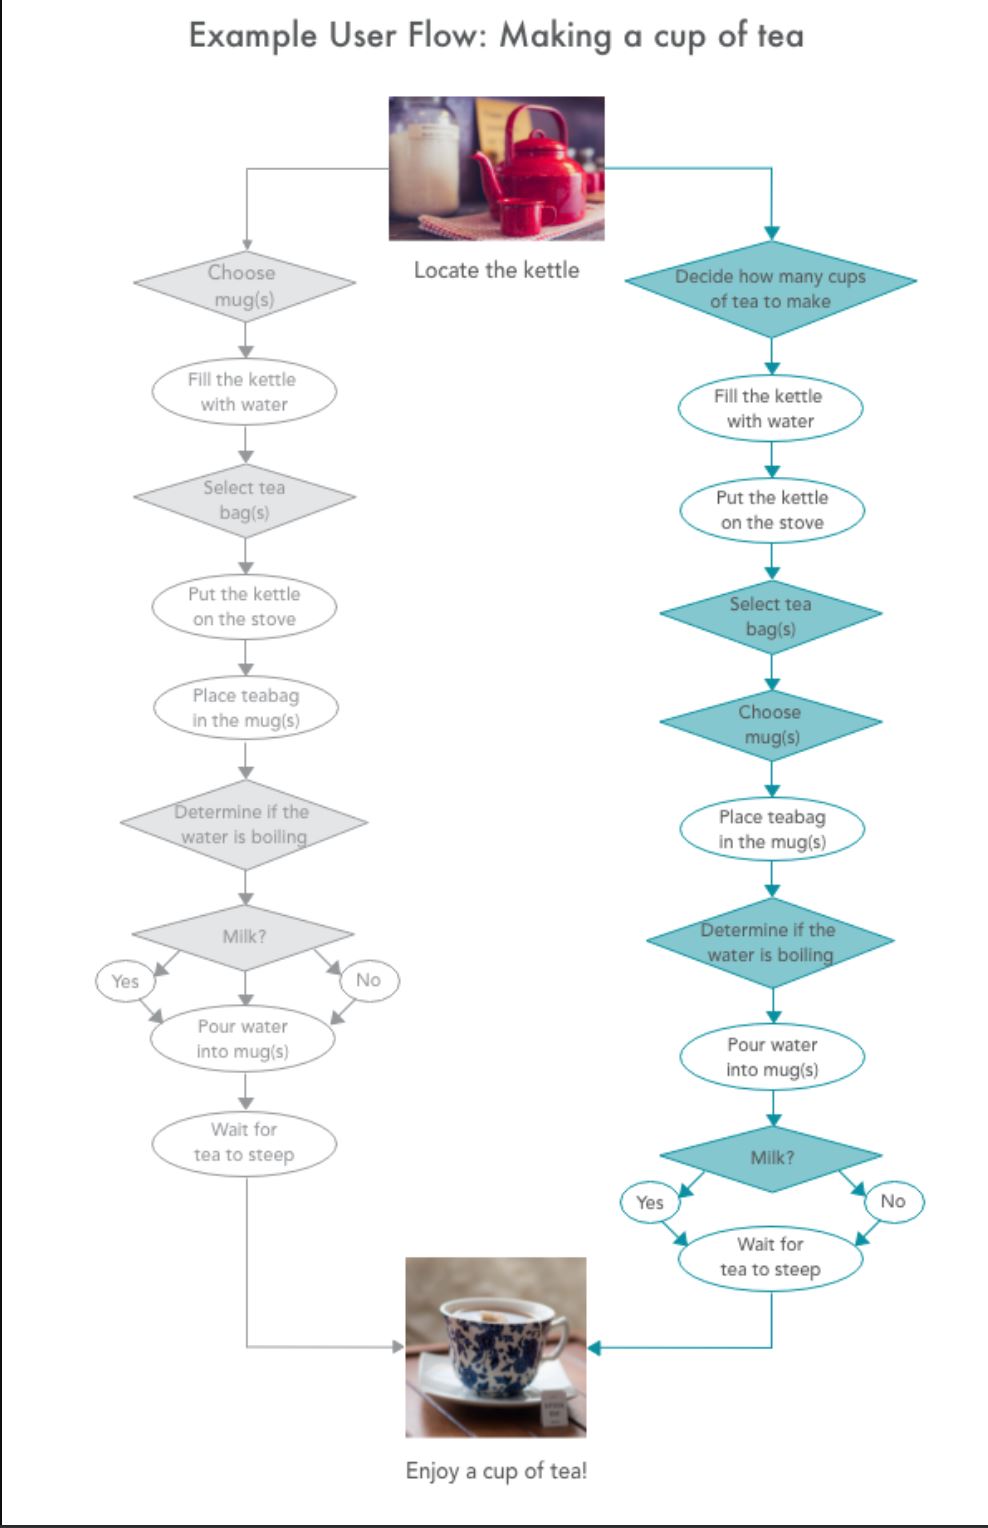 Example User Flow: Making a cup of tea
Locate the kettle
Choose
mug(s)
Fill the kettle
with water
Select tea
bag(s)
Put the kettle
on the stove
Place teabag
in the mug(s)
Determine if the
water is boiling
Milk?
Yes
No
Pour water
into mug(s)
Wait for
tea to steep
Decide how many cups
of tea to make
Fill the kettle
with water
Put the kettle
on the stove
Select tea
bag(s)
Choose
mug(s)
Place teabag
in the mug(s)
Determine if the
water is boiling
Pour water
into mug(s)
Milk?
Yes
No
Wait for
tea to steep
Enjoy a cup of tea!